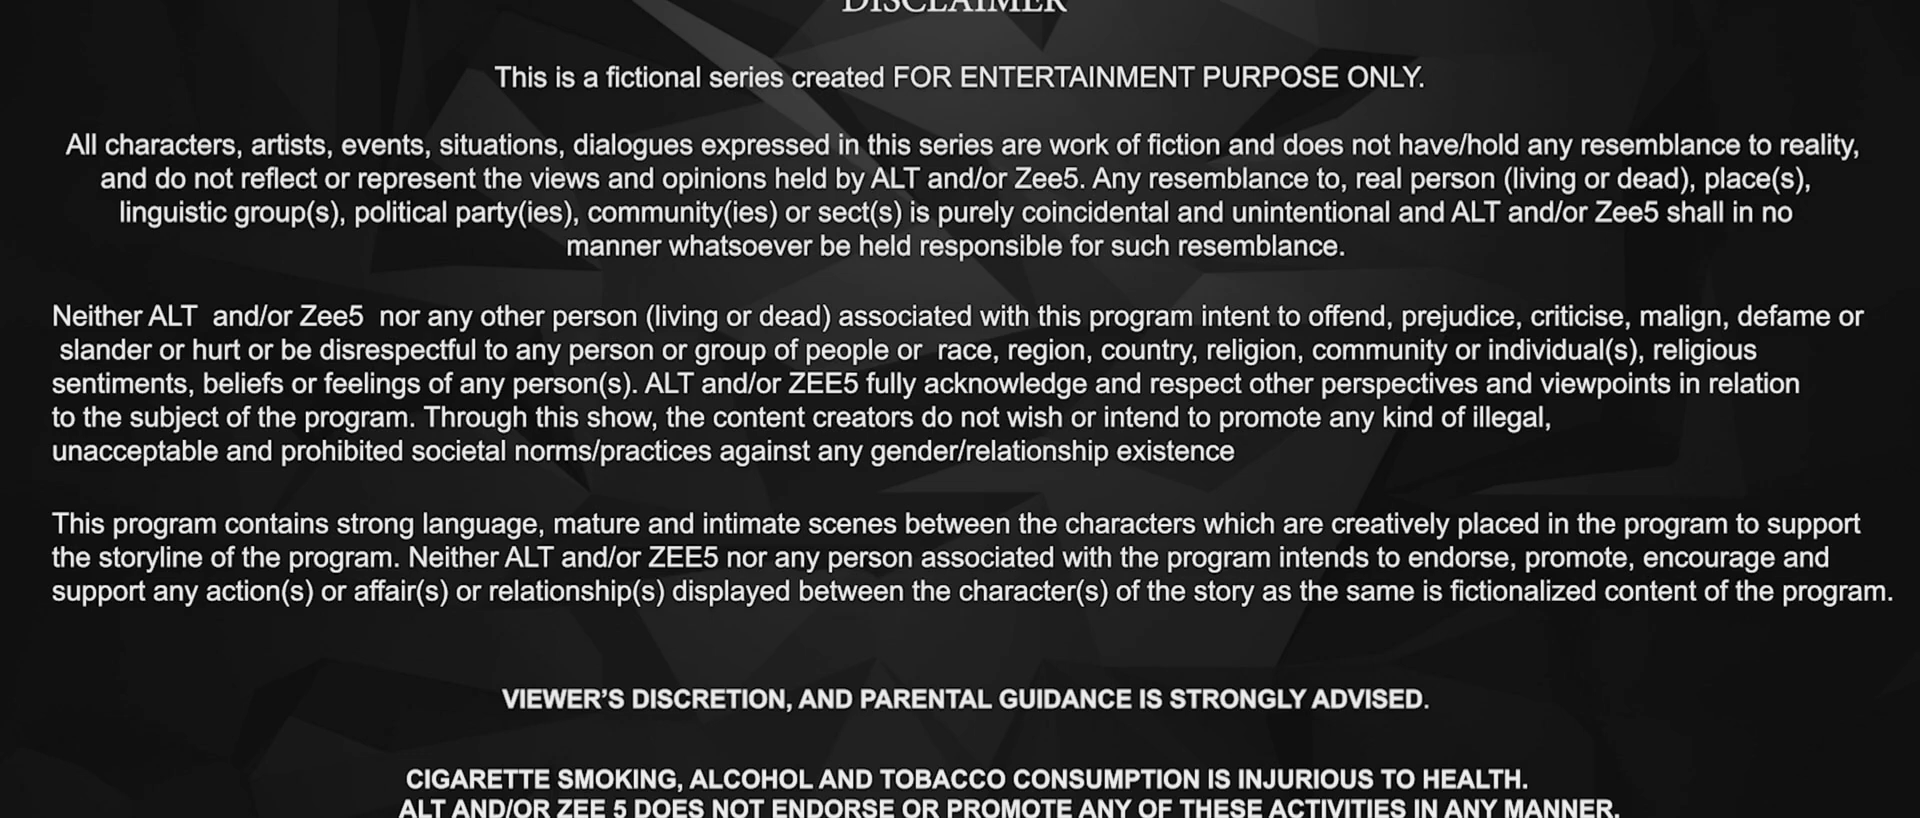 DISCLAIMER
This is a fictional series created FOR ENTERTAINMENT PURPOSE ONLY.
All characters, artists, events, situations, dialogues expressed in this series are work of fiction and does not have/hold any resemblance to reality,
and do not reflect or represent the views and opinions held by ALT and/or Zee5. Any resemblance to, real person (living or dead), place(s),
linguistic group(s), political party(ies), community(ies) or sect(s) is purely coincidental and unintentional and ALT and/or Zee5 shall in no
manner whatsoever be held responsible for such resemblance.
Neither ALT  and/or Zee5  nor any other person (living or dead) associated with this program intent to offend, prejudice, criticise, malign, defame or
slander or hurt or be disrespectful to any person or group of people or  race, region, country, religion, community or individual(s), religious
sentiments, beliefs or feelings of any person(s). ALT and/or ZEE5 fully acknowledge and respect other perspectives and viewpoints in relation
to the subject of the program. Through this show, the content creators do not wish or intend to promote any kind of illegal,
unacceptable and prohibited societal norms/practices against any gender/relationship existence
This program contains strong language, mature and intimate scenes between the characters which are creatively placed in the program to support
the storyline of the program. Neither ALT and/or ZEE5 nor any person associated with the program intends to endorse, promote, encourage and
support any action(s) or affair(s) or relationship(s) displayed between the character(s) of the story as the same is fictionalized content of the program.
VIEWER’S DISCRETION, AND PARENTAL GUIDANCE IS STRONGLY ADVISED.
CIGARETTE SMOKING, ALCOHOL AND TOBACCO CONSUMPTION IS INJURIOUS TO HEALTH.
ALT AND/OR ZEE 5 DOES NOT ENDORSE OR PROMOTE ANY OF THESE ACTIVITIES IN ANY MANNER.